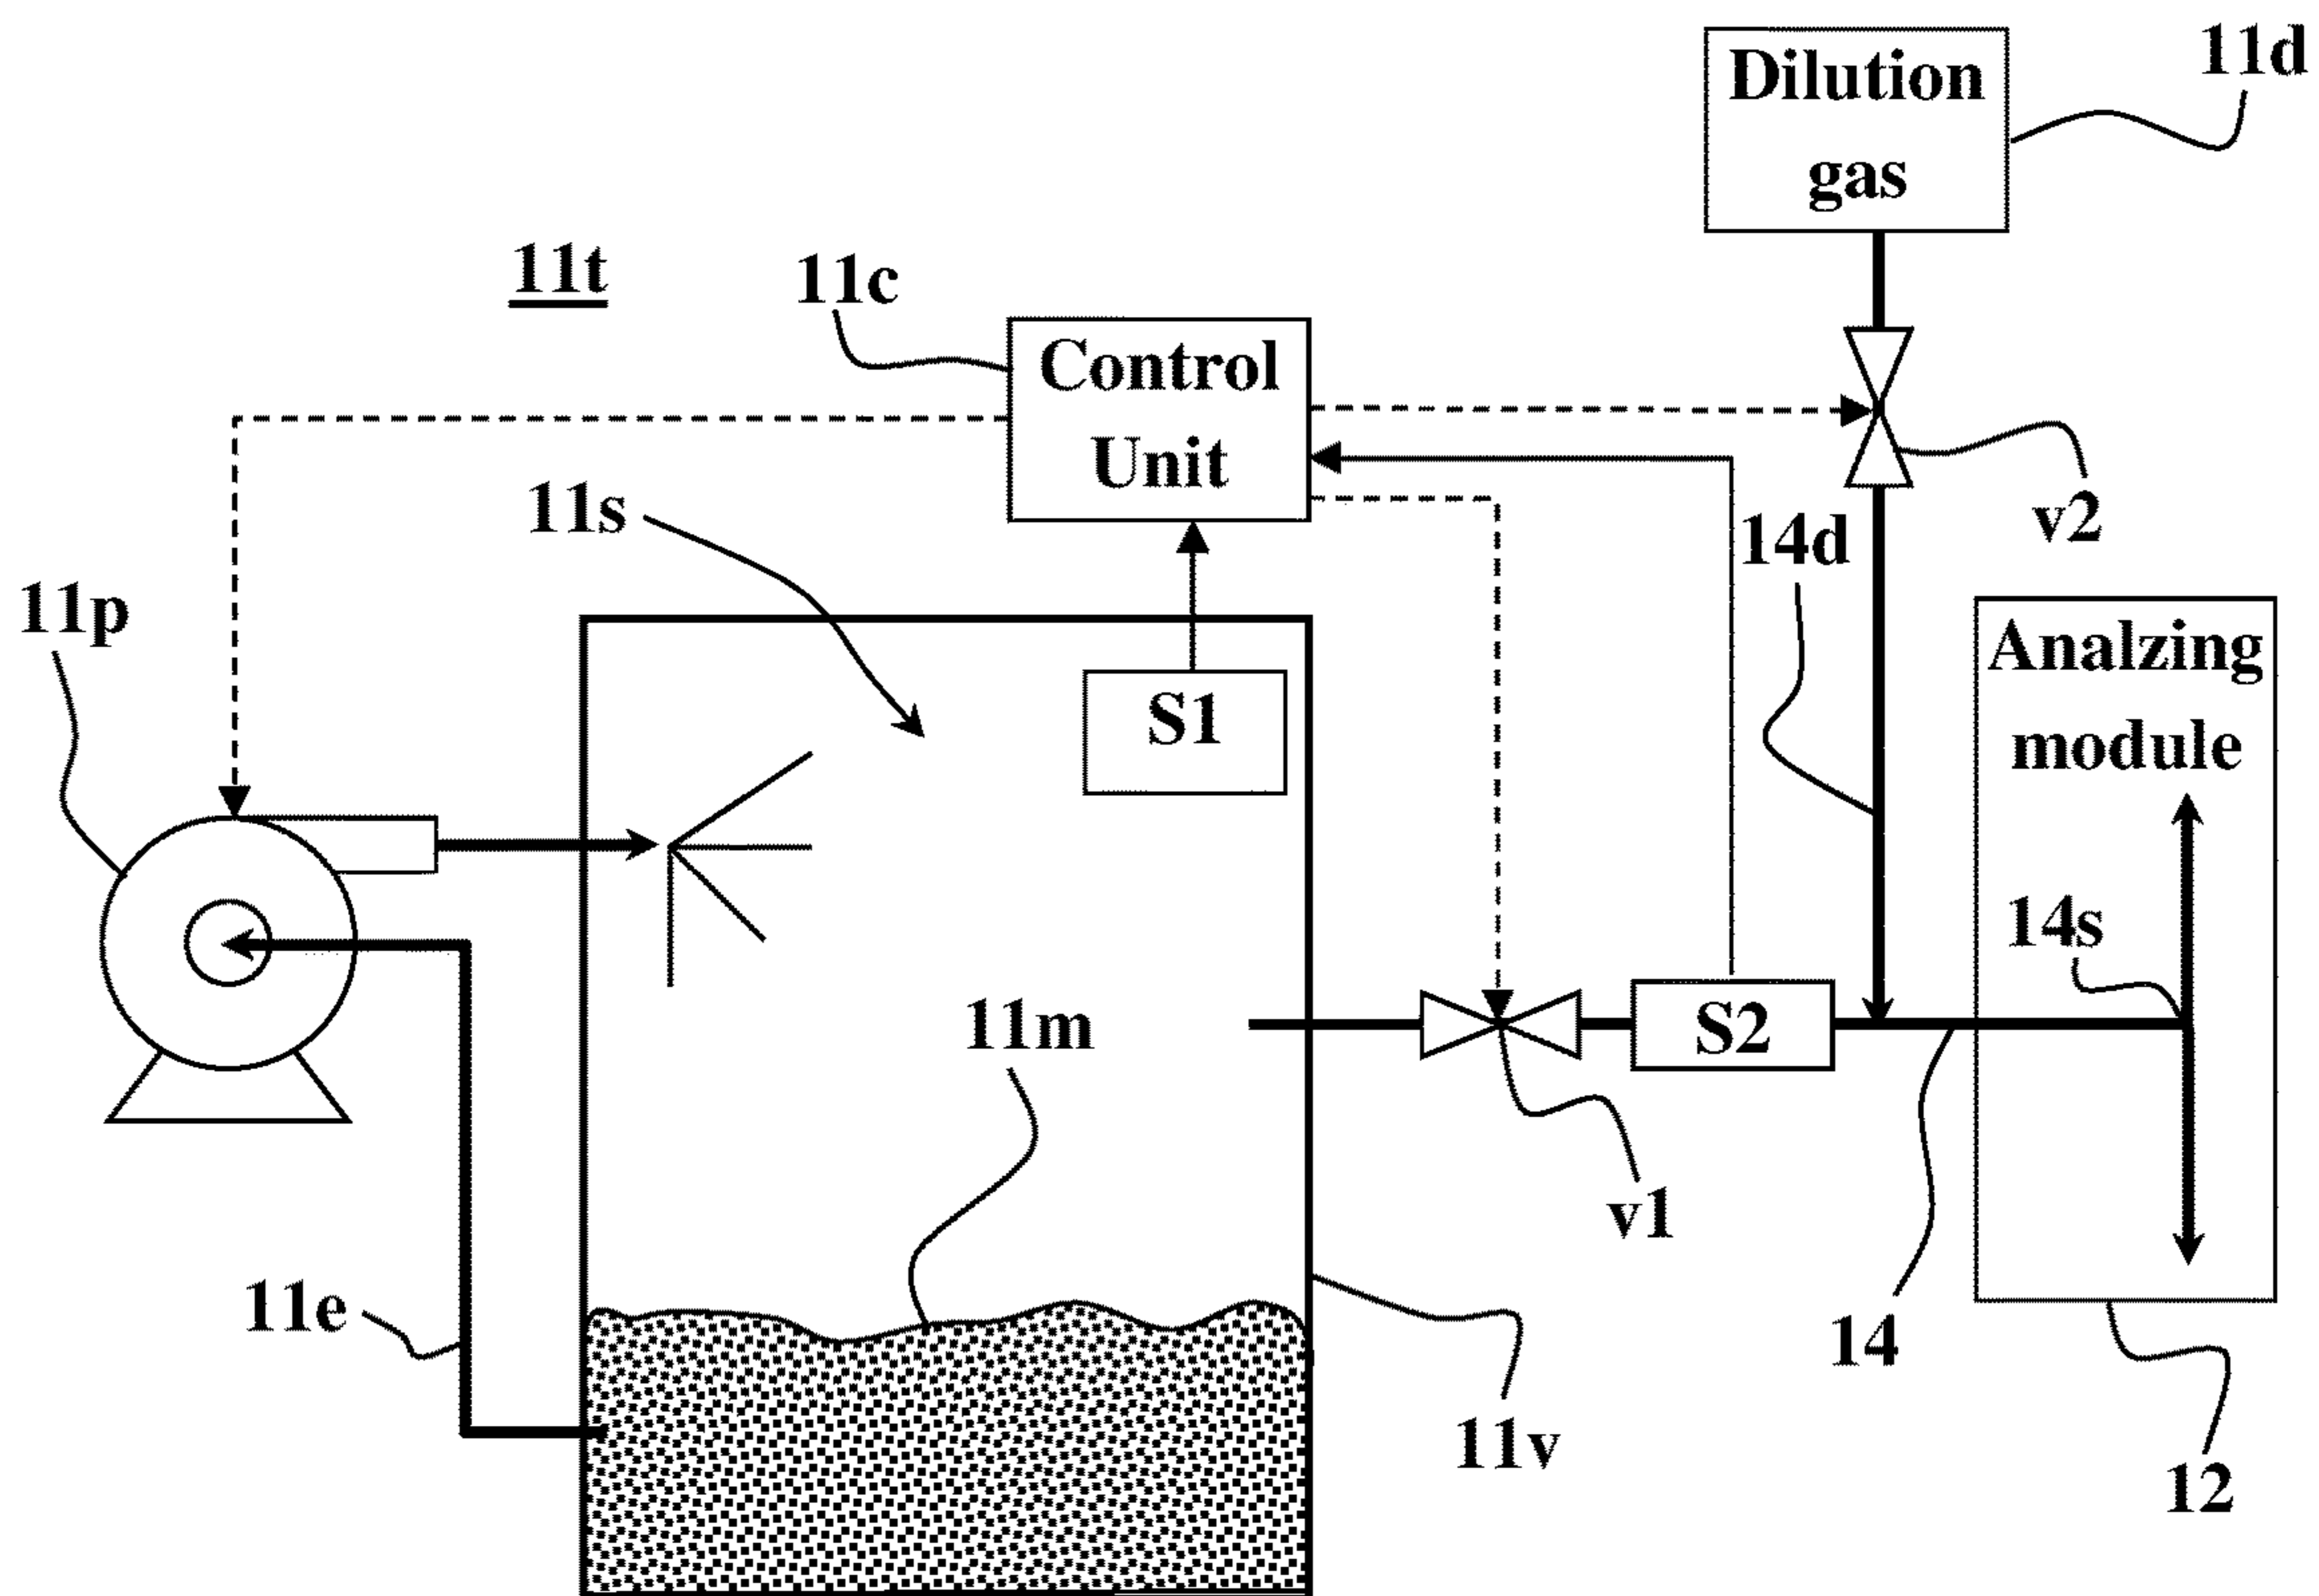 Dilution
gas
11d
11t
11c
Control
Unit
11s
v2
14d
11p
Analzing
module
S1
14s
11m
S2
v1
11e
14
11v
12